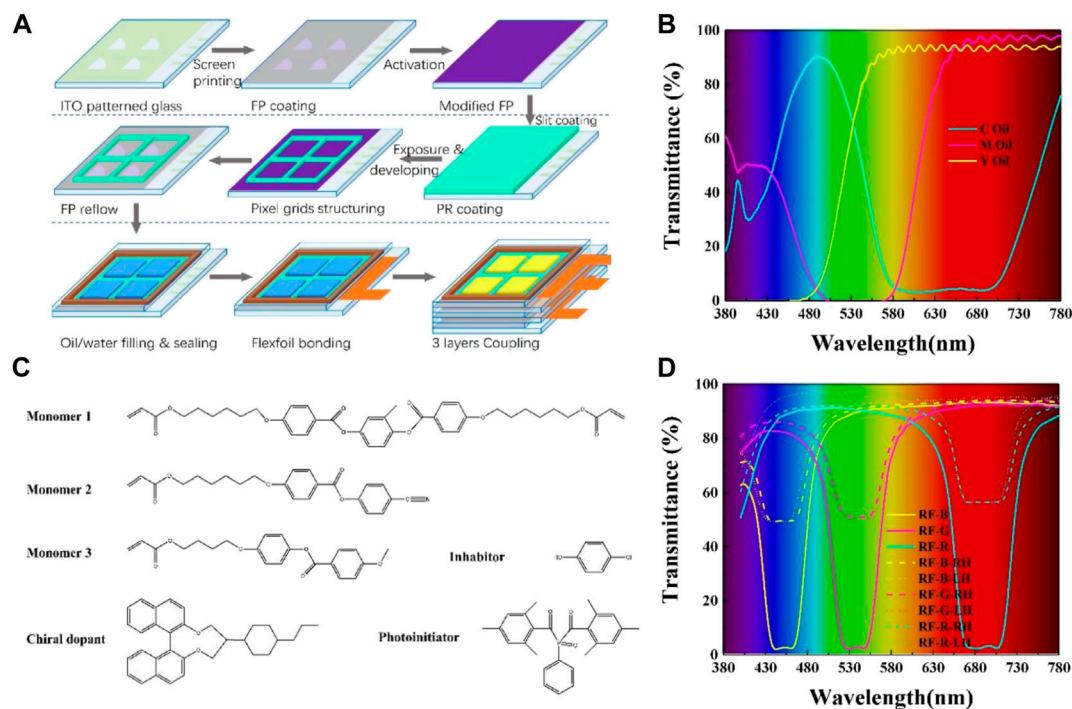 A
Screen
printing
Activation
ITO patterned glass
FP coating
Modified FP
Slit coating
Exposure &
developing
FP reflow
Pixel grids structuring
PR coating
Oil/water filling & sealing
Flexfoil bonding
3 layers Coupling
B
Transmittance (%)
100
80
60
40
20
0
C Oil
M Oil
Y Oil
380 430 480 530 580 630 680 730 780
Wavelength(nm)
C
Monomer 1
Monomer 2
Monomer 3
Inhabitor
Chiral dopant
Photoinitiator
D
Transmittance (%)
100
80
60
40
20
0
RF-B
RF-G
RF-R
RF-B-RH
RF-B-LH
RF-G-RH
RF-G-LH
RF-R-RH
RF-R-LH
380 430 480 530 580 630 680 730 780
Wavelength(nm)